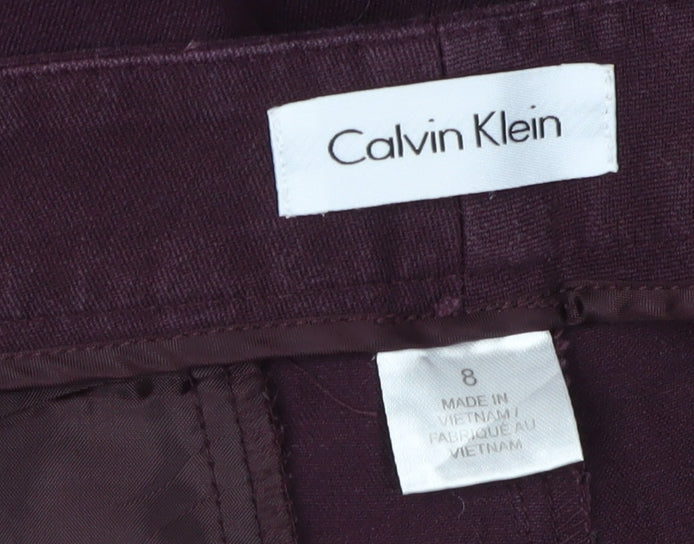 Calvin Klein
8
MADE IN
VIETNAM /
FABRIQUÉ AU
VIETNAM